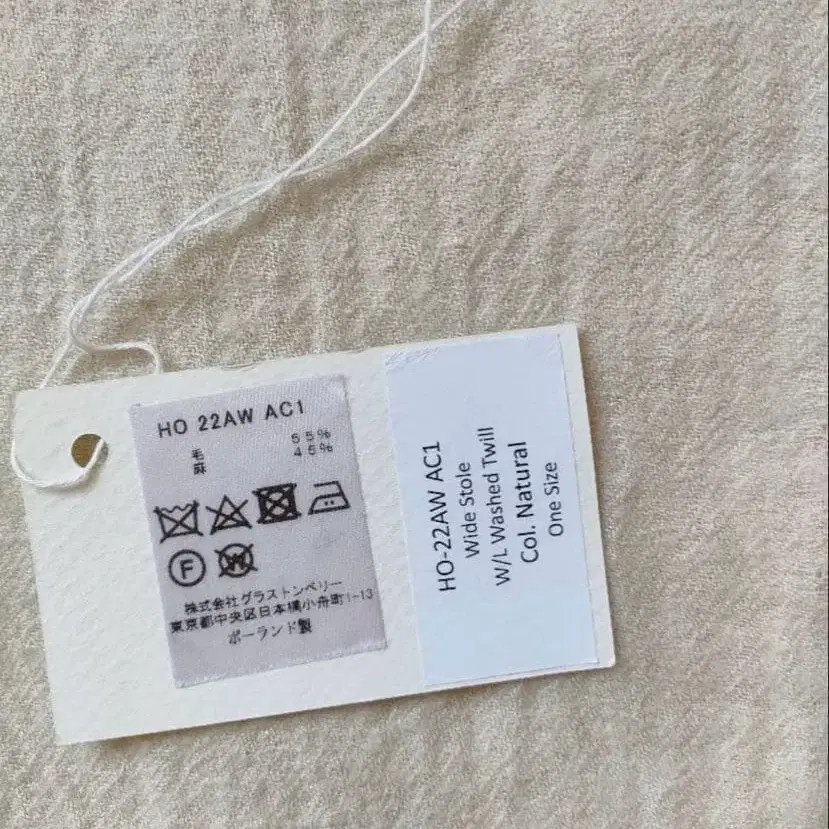 HO 22AW AC1
毛 55%
麻 45%
F
W
株式会社グラストンベリー
東京都中央区日本橋小舟町1-13
ポーランド製
HO-22AW AC1
Wide Stole
W/L Washed Twill
Col. Natural
One Size